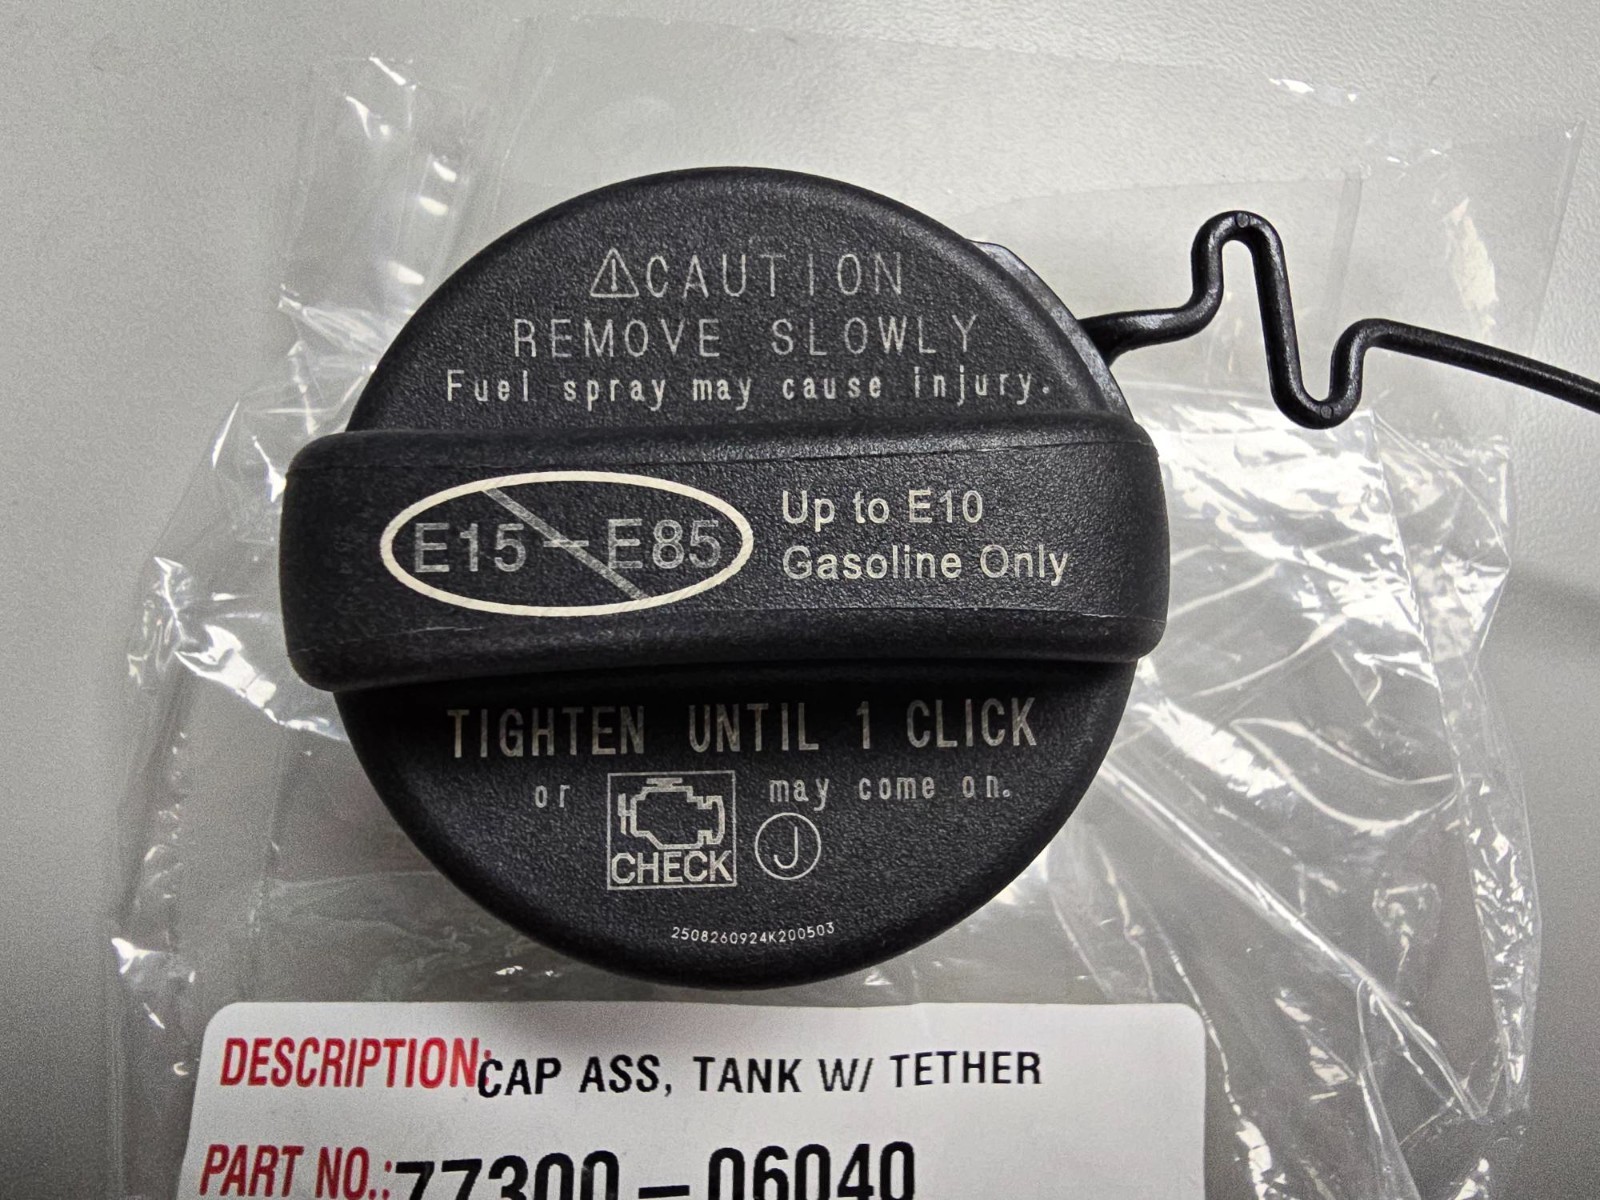 CAUTION
REMOVE SLOWLY
Fuel spray may cause injury.
E15-E85
Up to E10
Gasoline Only
TIGHTEN UNTIL 1 CLICK
or may come on.
CHECK
J
2508260924K200503
DESCRIPTION: CAP ASS, TANK W/ TETHER
PART NO.: 77300-06040